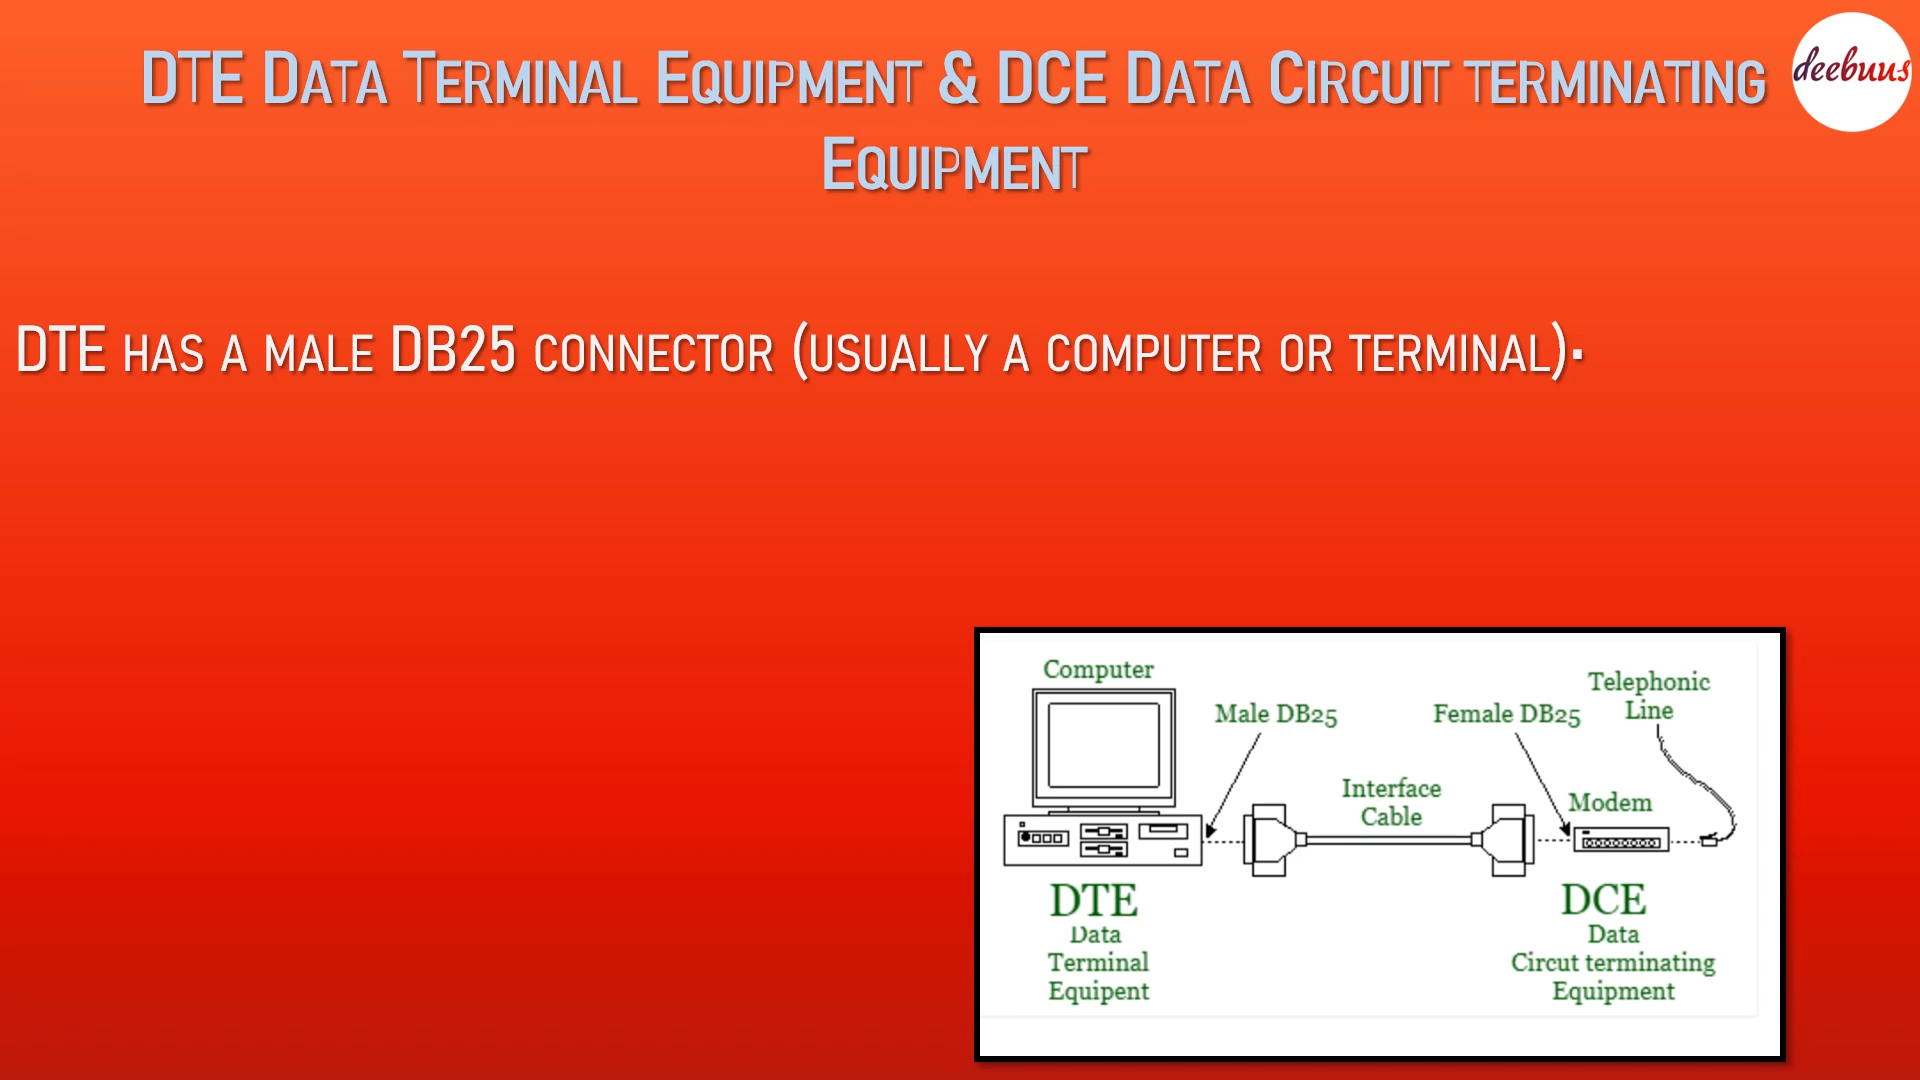 DTE Data Terminal Equipment & DCE Data Circuit terminating
Equipment
deebuus
DTE has a male DB25 connector (usually a computer or terminal).
Computer
Male DB25
Female DB25
Telephonic
Line
Interface
Cable
Modem
DTE
Data
Terminal
Equipent
DCE
Data
Circut terminating
Equipment